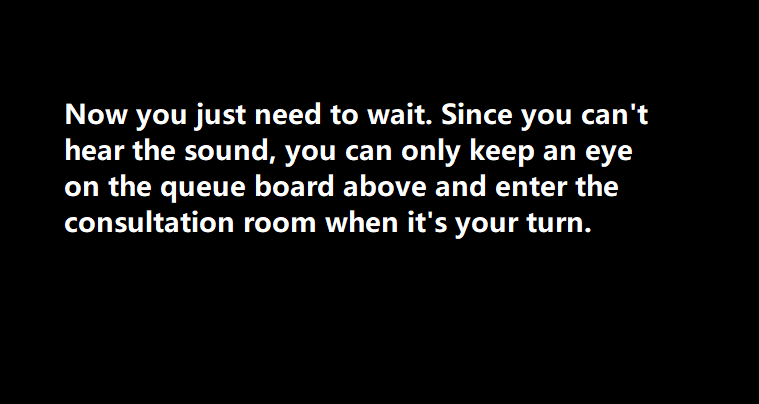 Now you just need to wait. Since you can't
hear the sound, you can only keep an eye
on the queue board above and enter the
consultation room when it's your turn.